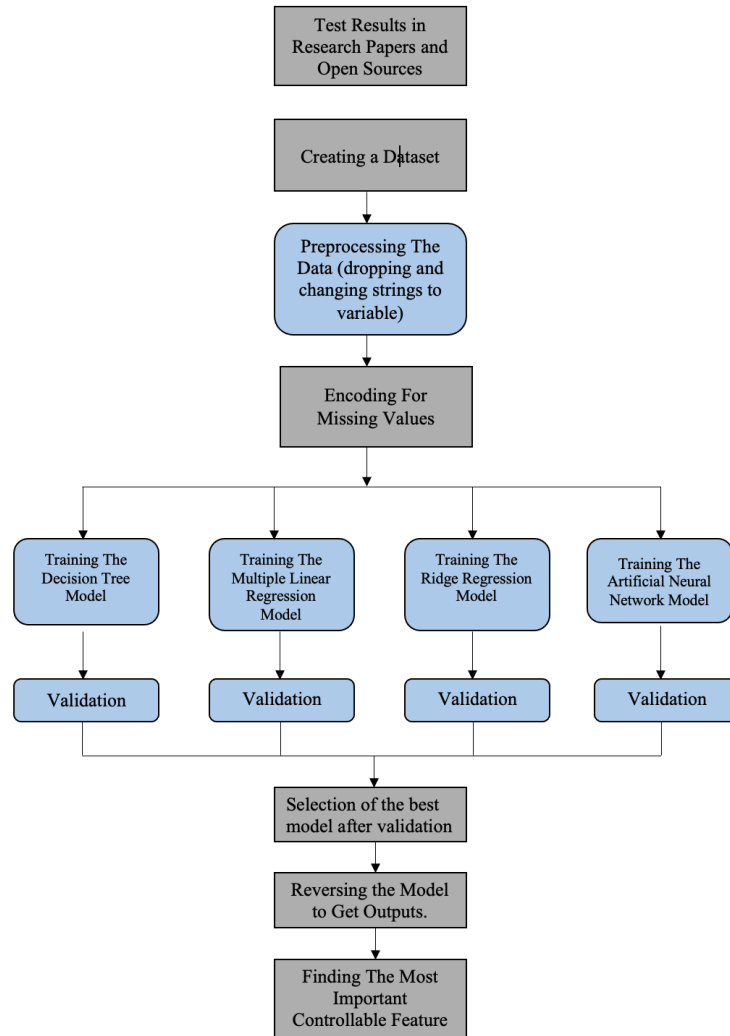 Test Results in
Research Papers and
Open Sources
Creating a Dataset
Preprocessing The
Data (dropping and
changing strings to
variable)
Encoding For
Missing Values
Training The
Decision Tree
Model
Training The
Multiple Linear
Regression
Model
Training The
Ridge Regression
Model
Training The
Artificial Neural
Network Model
Validation
Validation
Validation
Validation
Selection of the best
model after validation
Reversing the Model
to Get Outputs.
Finding The Most
Important
Controllable Feature